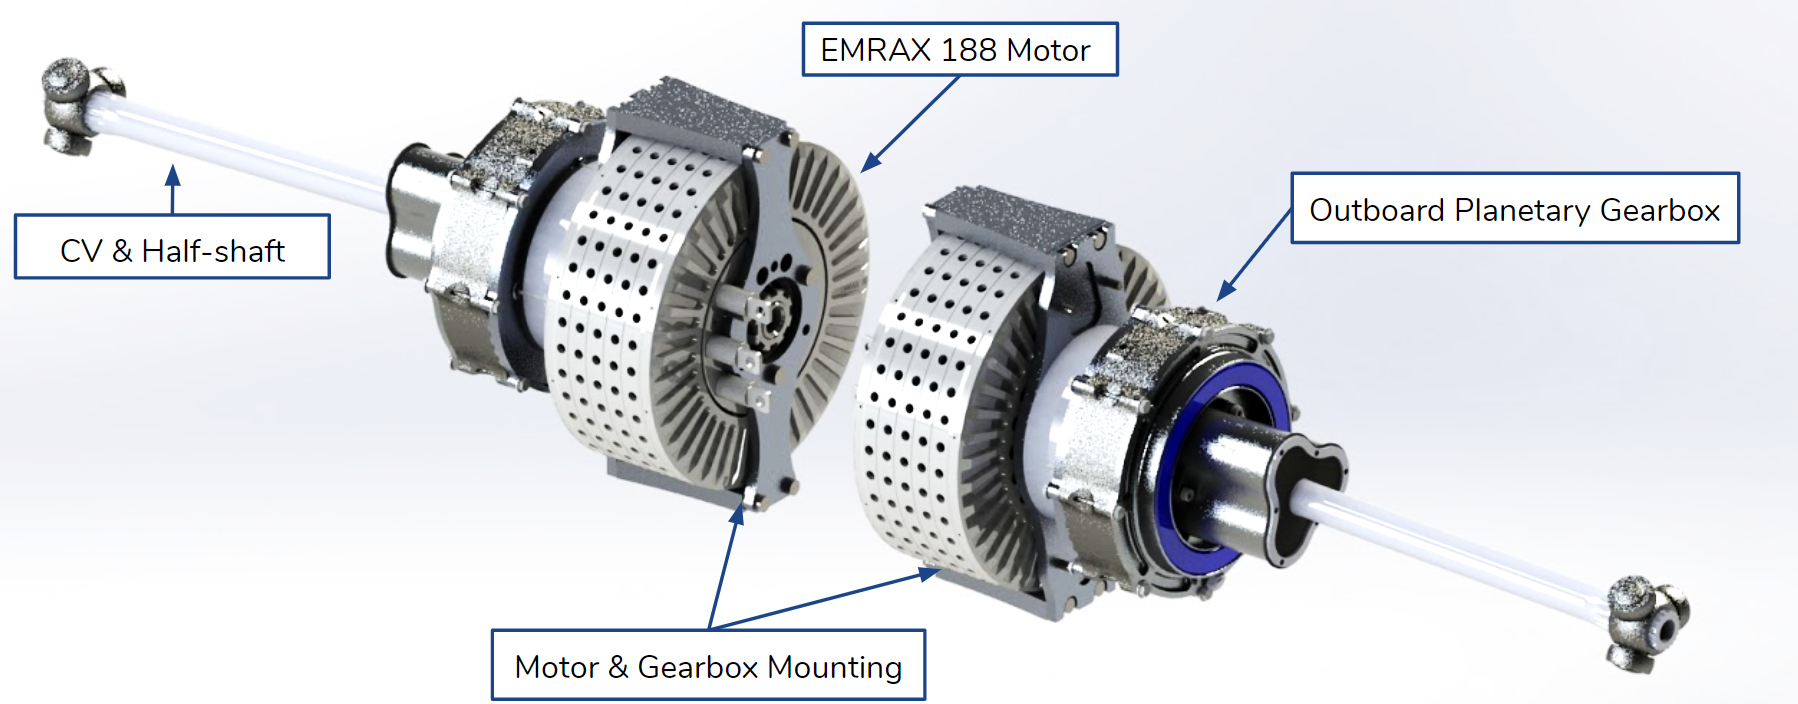 EMRAX 188 Motor
Outboard Planetary Gearbox
CV & Half-shaft
Motor & Gearbox Mounting